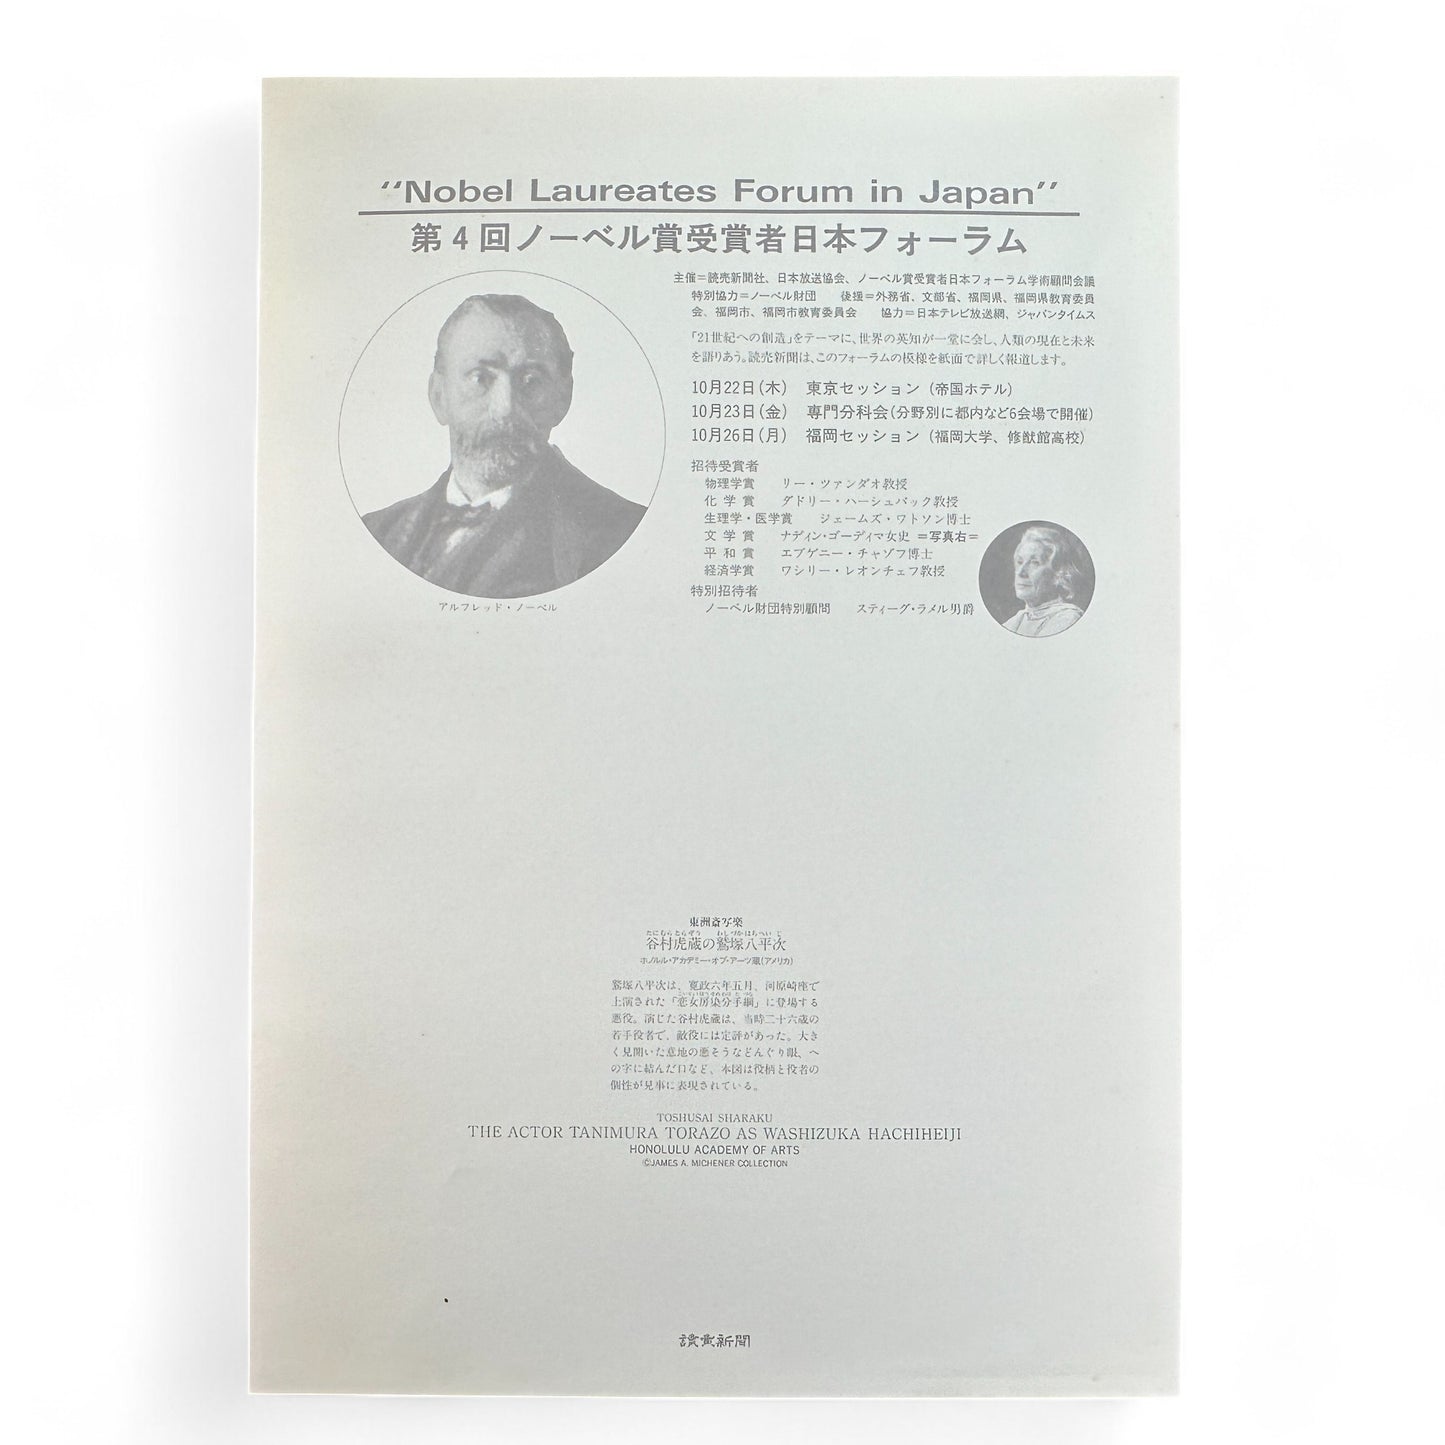 “Nobel Laureates Forum in Japan”
第4回ノーベル賞受賞者日本フォーラム
主催=読売新聞社、日本放送協会、ノーベル賞受賞者日本フォーラム学術顧問会議
特別協力=ノーベル財団　後援=外務省、文部省、福岡県、福岡県教育委員
会、福岡市、福岡市教育委員会　協力=日本テレビ放送網、ジャパンタイムス
「21世紀への創造」をテーマに、世界の英知が一堂に会し、人類の現在と未来
を語りあう。読売新聞は、このフォーラムの模様を紙面で詳しく報道します。
10月22日(木)　東京セッション(帝国ホテル)
10月23日(金)　専門分科会(分野別に都内など6会場で開催)
10月26日(月)　福岡セッション(福岡大学、修猷館高校)
招待受賞者
物理学賞　リー・ツァンダオ教授
化学賞　ダドリー・ハーシュバック教授
生理学・医学賞　ジェームズ・ワトソン博士
文学賞　ナディン・ゴーディマ女史 =写真右=
平和賞　エブゲニー・チャゾフ博士
経済学賞　ワシリー・レオンチェフ教授
特別招待者
ノーベル財団特別顧問　スティーグ・ラメル男爵
アルフレッド・ノーベル
東洲斎写楽
たにむらとらぞう　わしづかはちへいじ
谷村虎蔵の鷲塚八平次
ホノルル・アカデミー・オブ・アーツ蔵(アメリカ)
鷲塚八平次は、寛政六年五月、河原崎座で
上演された「恋女房染分手綱」に登場する
悪役。演じた谷村虎蔵は、当時二十六歳の
若手役者で、敵役には定評があった。大き
く見開いた意地の悪そうなどんぐり眼、へ
の字に結んだ口など、本図は役柄と役者の
個性が見事に表現されている。
TOSHUSAI SHARAKU
THE ACTOR TANIMURA TORAZO AS WASHIZUKA HACHIHEIJI
HONOLULU ACADEMY OF ARTS
©JAMES A. MICHENER COLLECTION
讀賣新聞